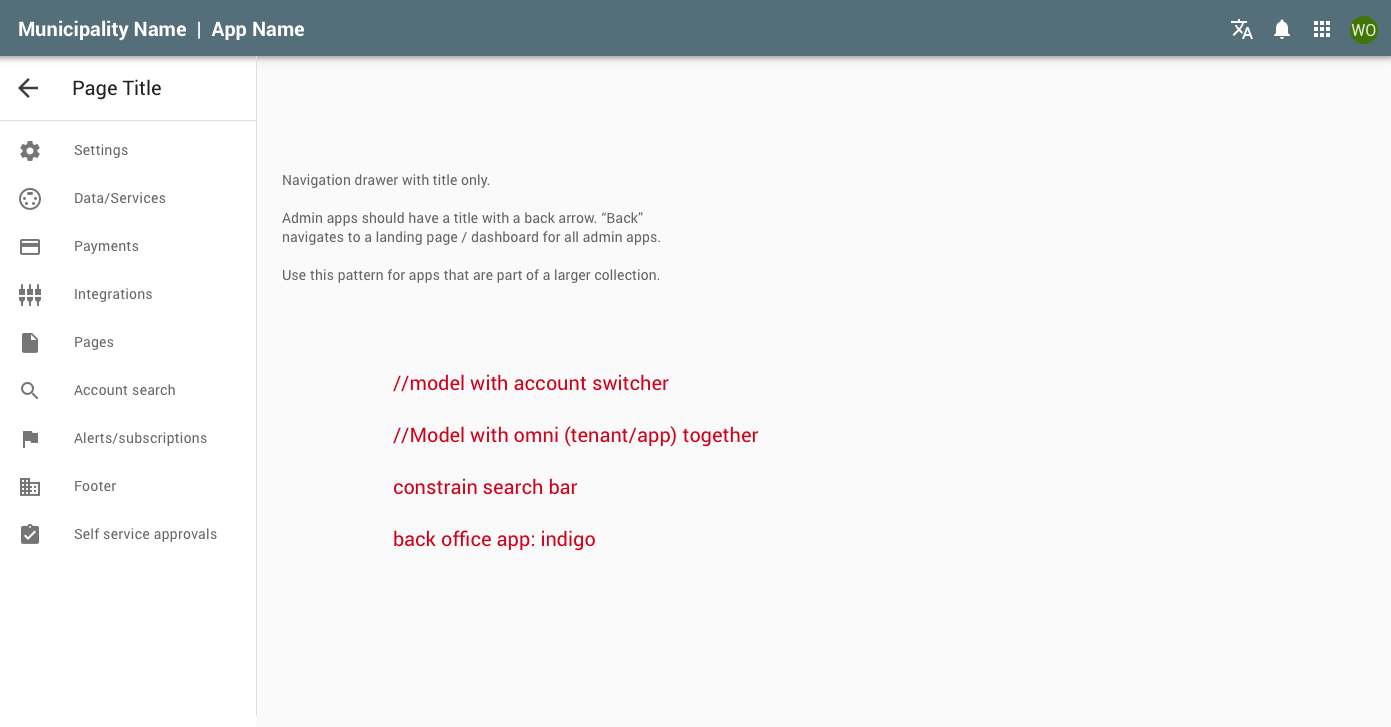 Municipality Name | App Name
WO
Page Title
Settings
Data/Services
Payments
Integrations
Pages
Account search
Alerts/subscriptions
Footer
Self service approvals
Navigation drawer with title only.
Admin apps should have a title with a back arrow. “Back”
navigates to a landing page / dashboard for all admin apps.
Use this pattern for apps that are part of a larger collection.
//model with account switcher
//Model with omni (tenant/app) together
constrain search bar
back office app: indigo